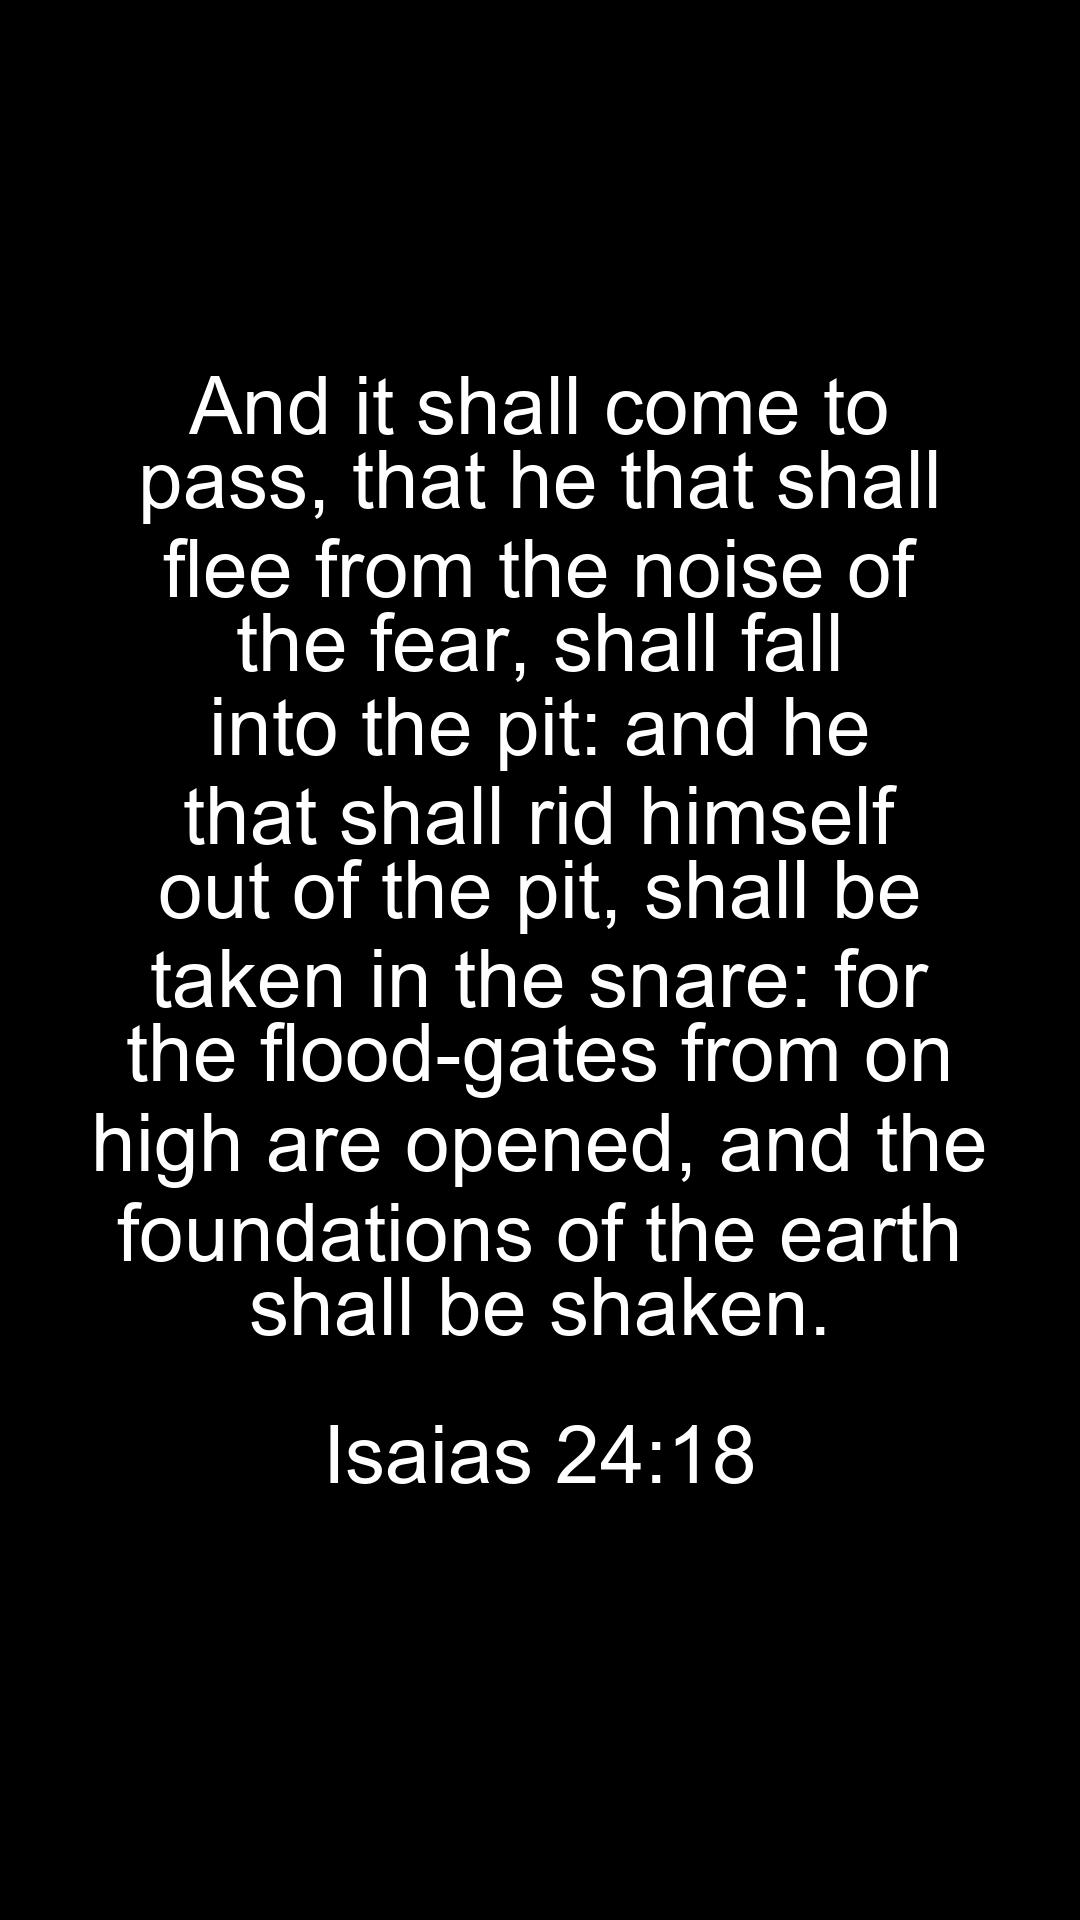 And it shall come to
pass, that he that shall
flee from the noise of
the fear, shall fall
into the pit: and he
that shall rid himself
out of the pit, shall be
taken in the snare: for
the flood-gates from on
high are opened, and the
foundations of the earth
shall be shaken.
Isaias 24:18